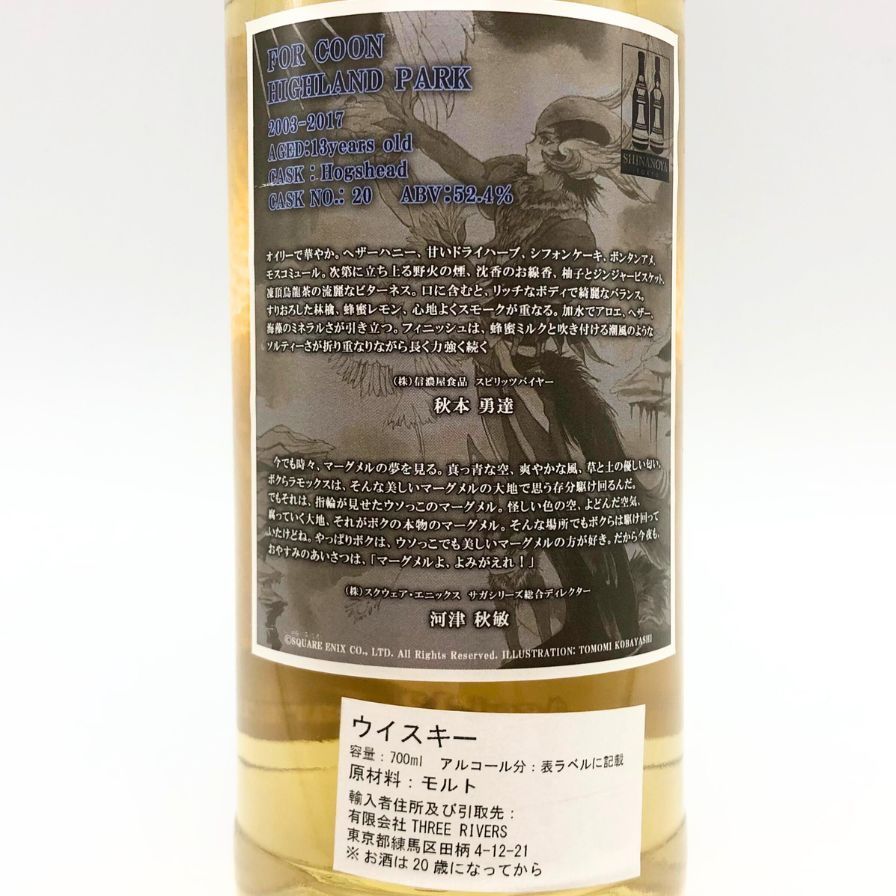 FOR COON
HIGHLAND PARK
2003-2017
AGED:13years old
CASK : Hogshead
CASK NO.: 20 ABV:52.4%
SHINANOYA
TOKYO
オイリーで華やか。ヘザーハニー、甘いドライハーブ、シフォンケーキ、ボンタンアメ、
モスコミュール。次第に立ち上る野火の煙、沈香のお線香、柚子とジンジャービスケット、
凍頂烏龍茶の流麗なビターネス。口に含むと、リッチなボディで綺麗なバランス。
すりおろした林檎、蜂蜜レモン、心地よくスモークが重なる。加水でアロエ、ヘザー、
海藻のミネラルさが引き立つ。フィニッシュは、蜂蜜ミルクと吹き付ける潮風のような
ソルティーさが折り重なりながら長く力強く続く
(株)信濃屋食品 スピリッツバイヤー
秋本 勇達
今でも時々、マーグメルの夢を見る。真っ青な空、爽やかな風、草と土の優しい匂い。
ボクらラモックスは、そんな美しいマーグメルの大地で思う存分駆け回るんだ。
でもそれは、指輪が見せたウソっこのマーグメル。怪しい色の空、よどんだ空気、
腐っていく大地、それがボクの本物のマーグメル。そんな場所でもボクらは駆け回って
いたけどね。やっぱりボクは、ウソっこでも美しいマーグメルの方が好き。だから今夜も、
おやすみのあいさつは、「マーグメルよ、よみがえれ!」
(株)スクウェア・エニックス サガシリーズ総合ディレクター
河津 秋敏
©SQUARE ENIX CO., LTD. All Rights Reserved. ILLUSTRATION: TOMOMI KOBAYASHI
ウイスキー
容量:700ml アルコール分:表ラベルに記載
原材料:モルト
輸入者住所及び引取先:
有限会社THREE RIVERS
東京都練馬区田柄4-12-21
※お酒は20歳になってから